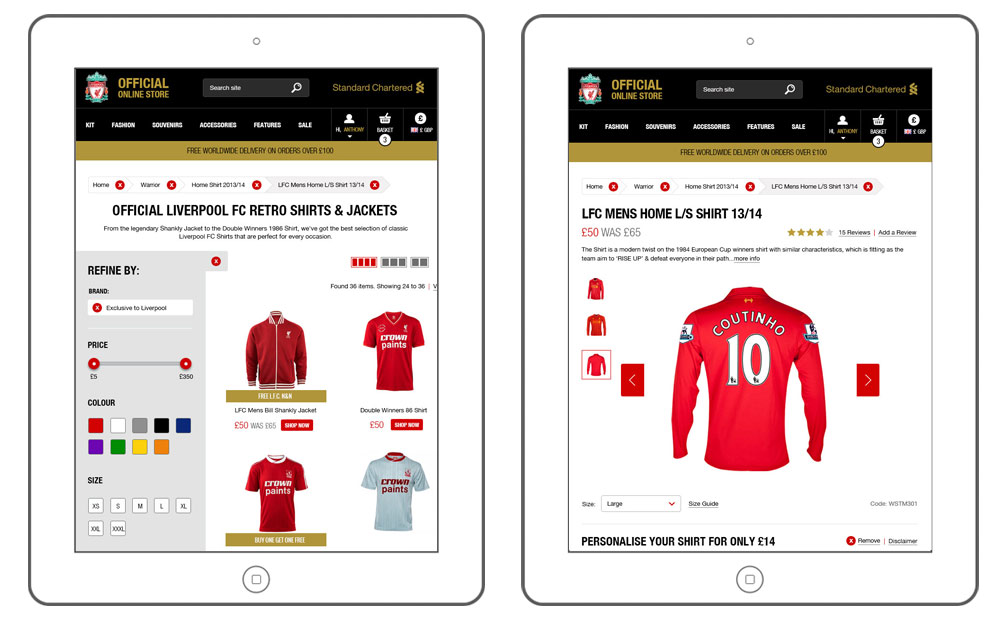 OFFICIAL
ONLINE STORE
Search site
Standard Chartered
KIT FASHION SOUVENIRS ACCESSORIES FEATURES SALE
HI, ANTHONY
BASKET
3
£
£ GBP
FREE WORLDWIDE DELIVERY ON ORDERS OVER £100
Home x Warrior x Home Shirt 2013/14 x LFC Mens Home L/S Shirt 13/14 x
OFFICIAL LIVERPOOL FC RETRO SHIRTS & JACKETS
From the legendary Shankly Jacket to the Double Winners 1986 Shirt, we've got the best selection of classic
Liverpool FC Shirts that are perfect for every occasion.
x
REFINE BY:
BRAND:
x Exclusive to Liverpool
PRICE
£5 £350
COLOUR
SIZE
XS S M L XL
XXL XXXL
Found 36 items. Showing 24 to 36 | V
FREE L.F.C. MUG
LFC Mens Bill Shankly Jacket
£50 WAS £65 SHOP NOW
CROWN
paints
Double Winners 86 Shirt
£50 SHOP NOW
CROWN
paints
BUY ONE GET ONE FREE
CROWN
paints
OFFICIAL
ONLINE STORE
Search site
Standard Chartered
KIT FASHION SOUVENIRS ACCESSORIES FEATURES SALE
HI, ANTHONY
BASKET
3
£
£ GBP
FREE WORLDWIDE DELIVERY ON ORDERS OVER £100
Home x Warrior x Home Shirt 2013/14 x LFC Mens Home L/S Shirt 13/14 x
LFC MENS HOME L/S SHIRT 13/14
£50 WAS £65
15 Reviews | Add a Review
The Shirt is a modern twist on the 1984 European Cup winners shirt with similar characteristics, which is fitting as the
team aim to 'RISE UP' & defeat everyone in their path...more info
COUTINHO
10
Size: Large Size Guide
Code: WSTM301
PERSONALISE YOUR SHIRT FOR ONLY £14
x Remove | Disclaimer